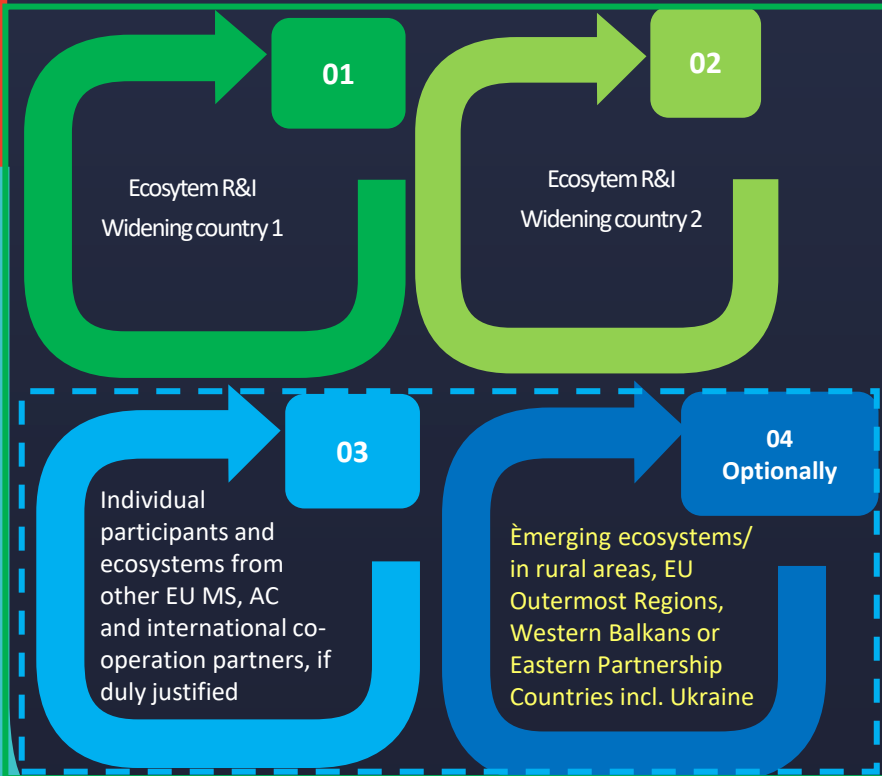 01
Ecosytem R&I
Widening country 1
02
Ecosytem R&I
Widening country 2
03
Individual
participants and
ecosystems from
other EU MS, AC
and international co-
operation partners, if
duly justified
04
Optionally
Èmerging ecosystems/
in rural areas, EU
Outermost Regions,
Western Balkans or
Eastern Partnership
Countries incl. Ukraine